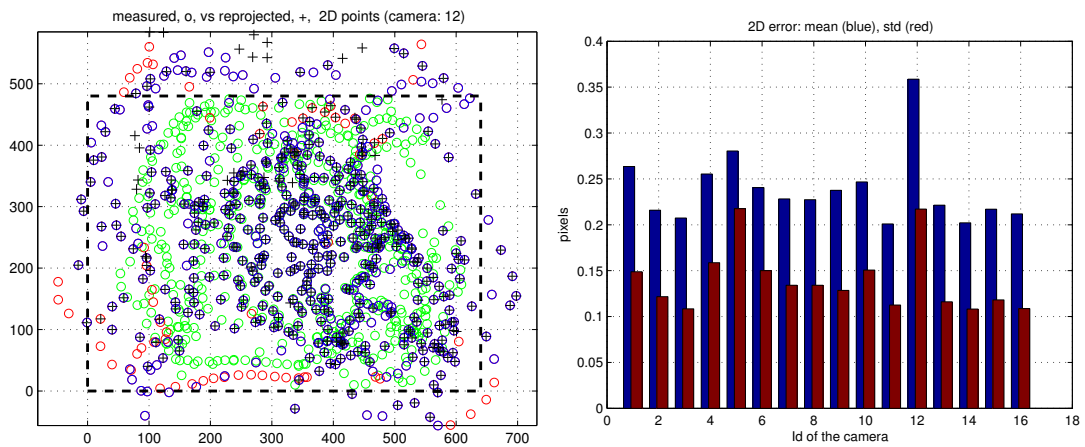 measured, o, vs reprojected, +,  2D points (camera: 12)
500
400
300
200
100
0
0 100 200 300 400 500 600 700
2D error: mean (blue), std (red)
0.4
0.35
0.3
0.25
0.2
0.15
0.1
0.05
0
pixels
0 2 4 6 8 10 12 14 16 18
Id of the camera